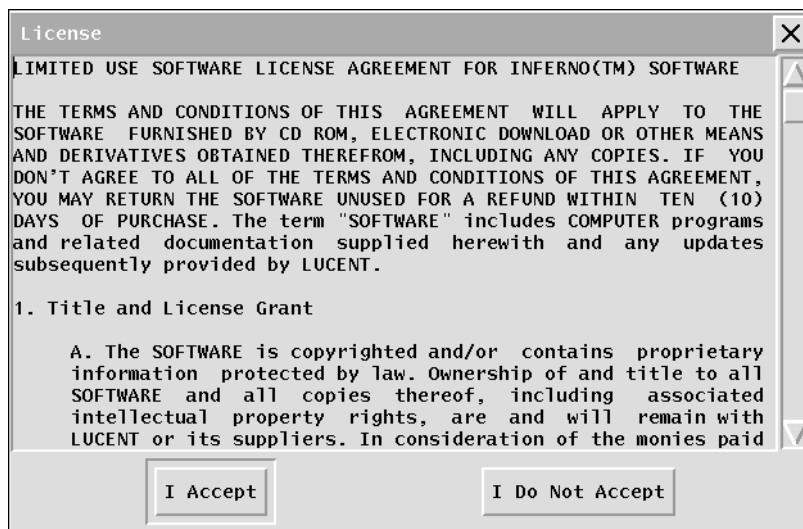 License
LIMITED USE SOFTWARE LICENSE AGREEMENT FOR INFERNO(TM) SOFTWARE
THE TERMS AND CONDITIONS OF THIS AGREEMENT WILL APPLY TO THE
SOFTWARE FURNISHED BY CD ROM, ELECTRONIC DOWNLOAD OR OTHER MEANS
AND DERIVATIVES OBTAINED THEREFROM, INCLUDING ANY COPIES. IF YOU
DON'T AGREE TO ALL OF THE TERMS AND CONDITIONS OF THIS AGREEMENT,
YOU MAY RETURN THE SOFTWARE UNUSED FOR A REFUND WITHIN TEN (10)
DAYS OF PURCHASE. The term "SOFTWARE" includes COMPUTER programs
and related documentation supplied herewith and any updates
subsequently provided by LUCENT.
1. Title and License Grant
A. The SOFTWARE is copyrighted and/or contains proprietary
information protected by law. Ownership of and title to all
SOFTWARE and all copies thereof, including associated
intellectual property rights, are and will remain with
LUCENT or its suppliers. In consideration of the monies paid
I Accept
I Do Not Accept